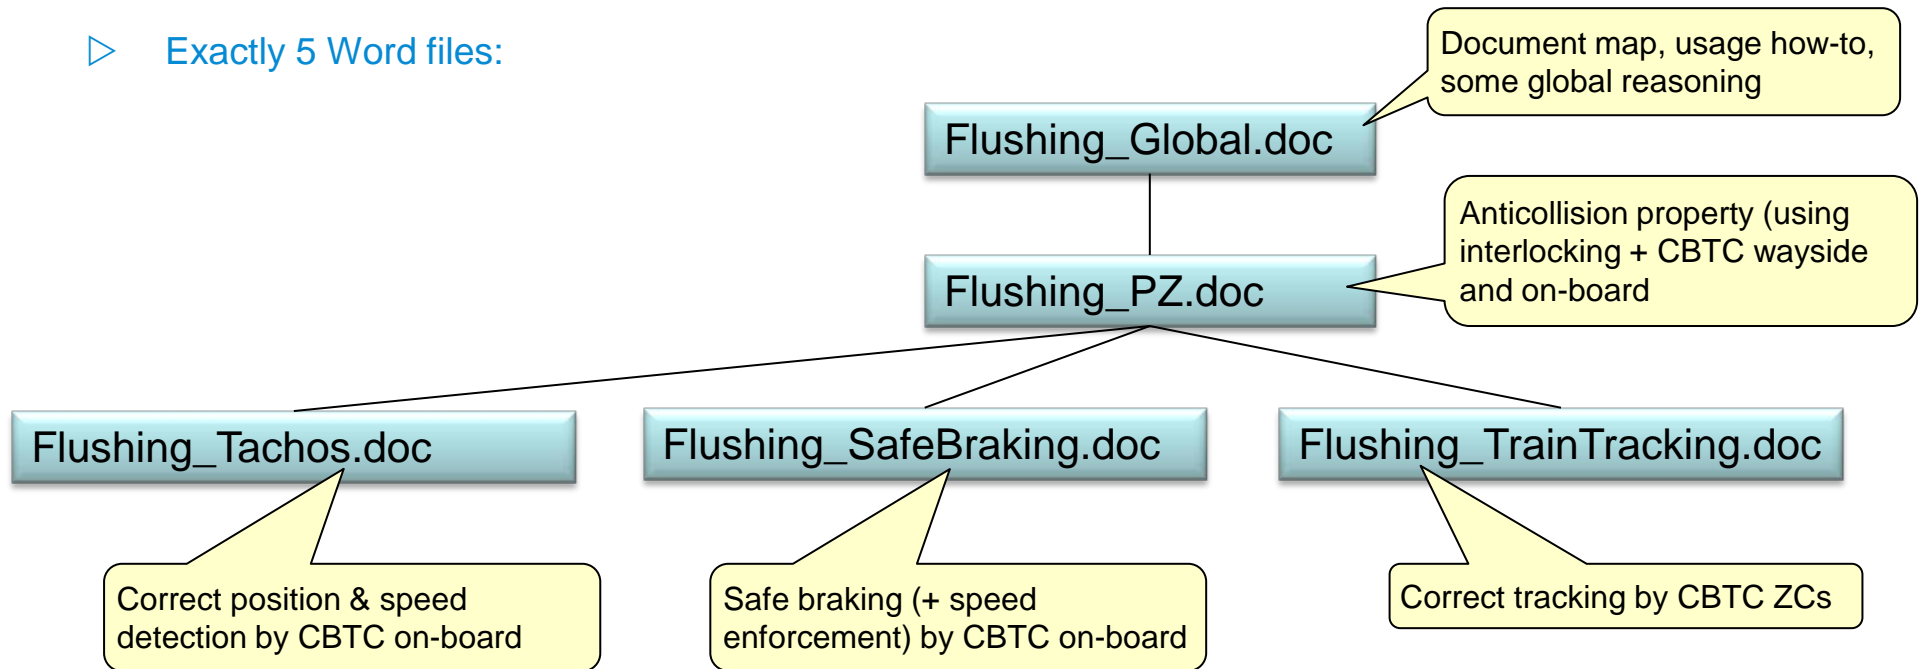 Exactly 5 Word files:
Document map, usage how-to,
some global reasoning
Flushing_Global.doc
Anticollision property (using
interlocking + CBTC wayside
and on-board
Flushing_PZ.doc
Flushing_Tachos.doc
Flushing_SafeBraking.doc
Flushing_TrainTracking.doc
Correct position & speed
detection by CBTC on-board
Safe braking (+ speed
enforcement) by CBTC on-board
Correct tracking by CBTC ZCs